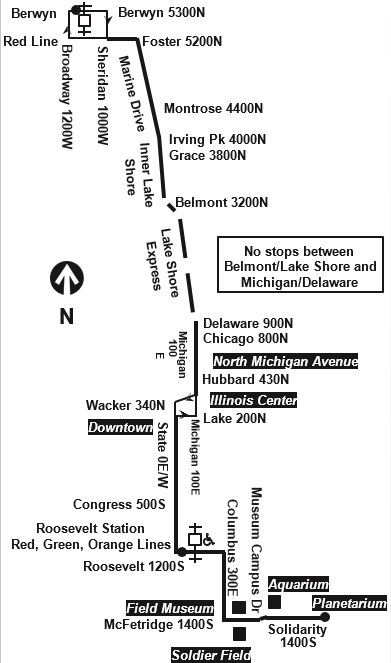 Berwyn
Berwyn 5300N
Red Line
Foster 5200N
Broadway 1200W
Sheridan 1000W
Marine Drive
Montrose 4400N
Irving Pk 4000N
Grace 3800N
Inner Lake
Shore
Belmont 3200N
Lake Shore
Express
No stops between
Belmont/Lake Shore and
Michigan/Delaware
N
Delaware 900N
Chicago 800N
Michigan
100
E
North Michigan Avenue
Hubbard 430N
Illinois Center
Wacker 340N
Lake 200N
Downtown
State 0E/W
Michigan 100E
Congress 500S
Roosevelt Station
Red, Green, Orange Lines
Roosevelt 1200S
Columbus 300E
Museum Campus Dr
Aquarium
Planetarium
Field Museum
McFetridge 1400S
Solidarity
1400S
Soldier Field